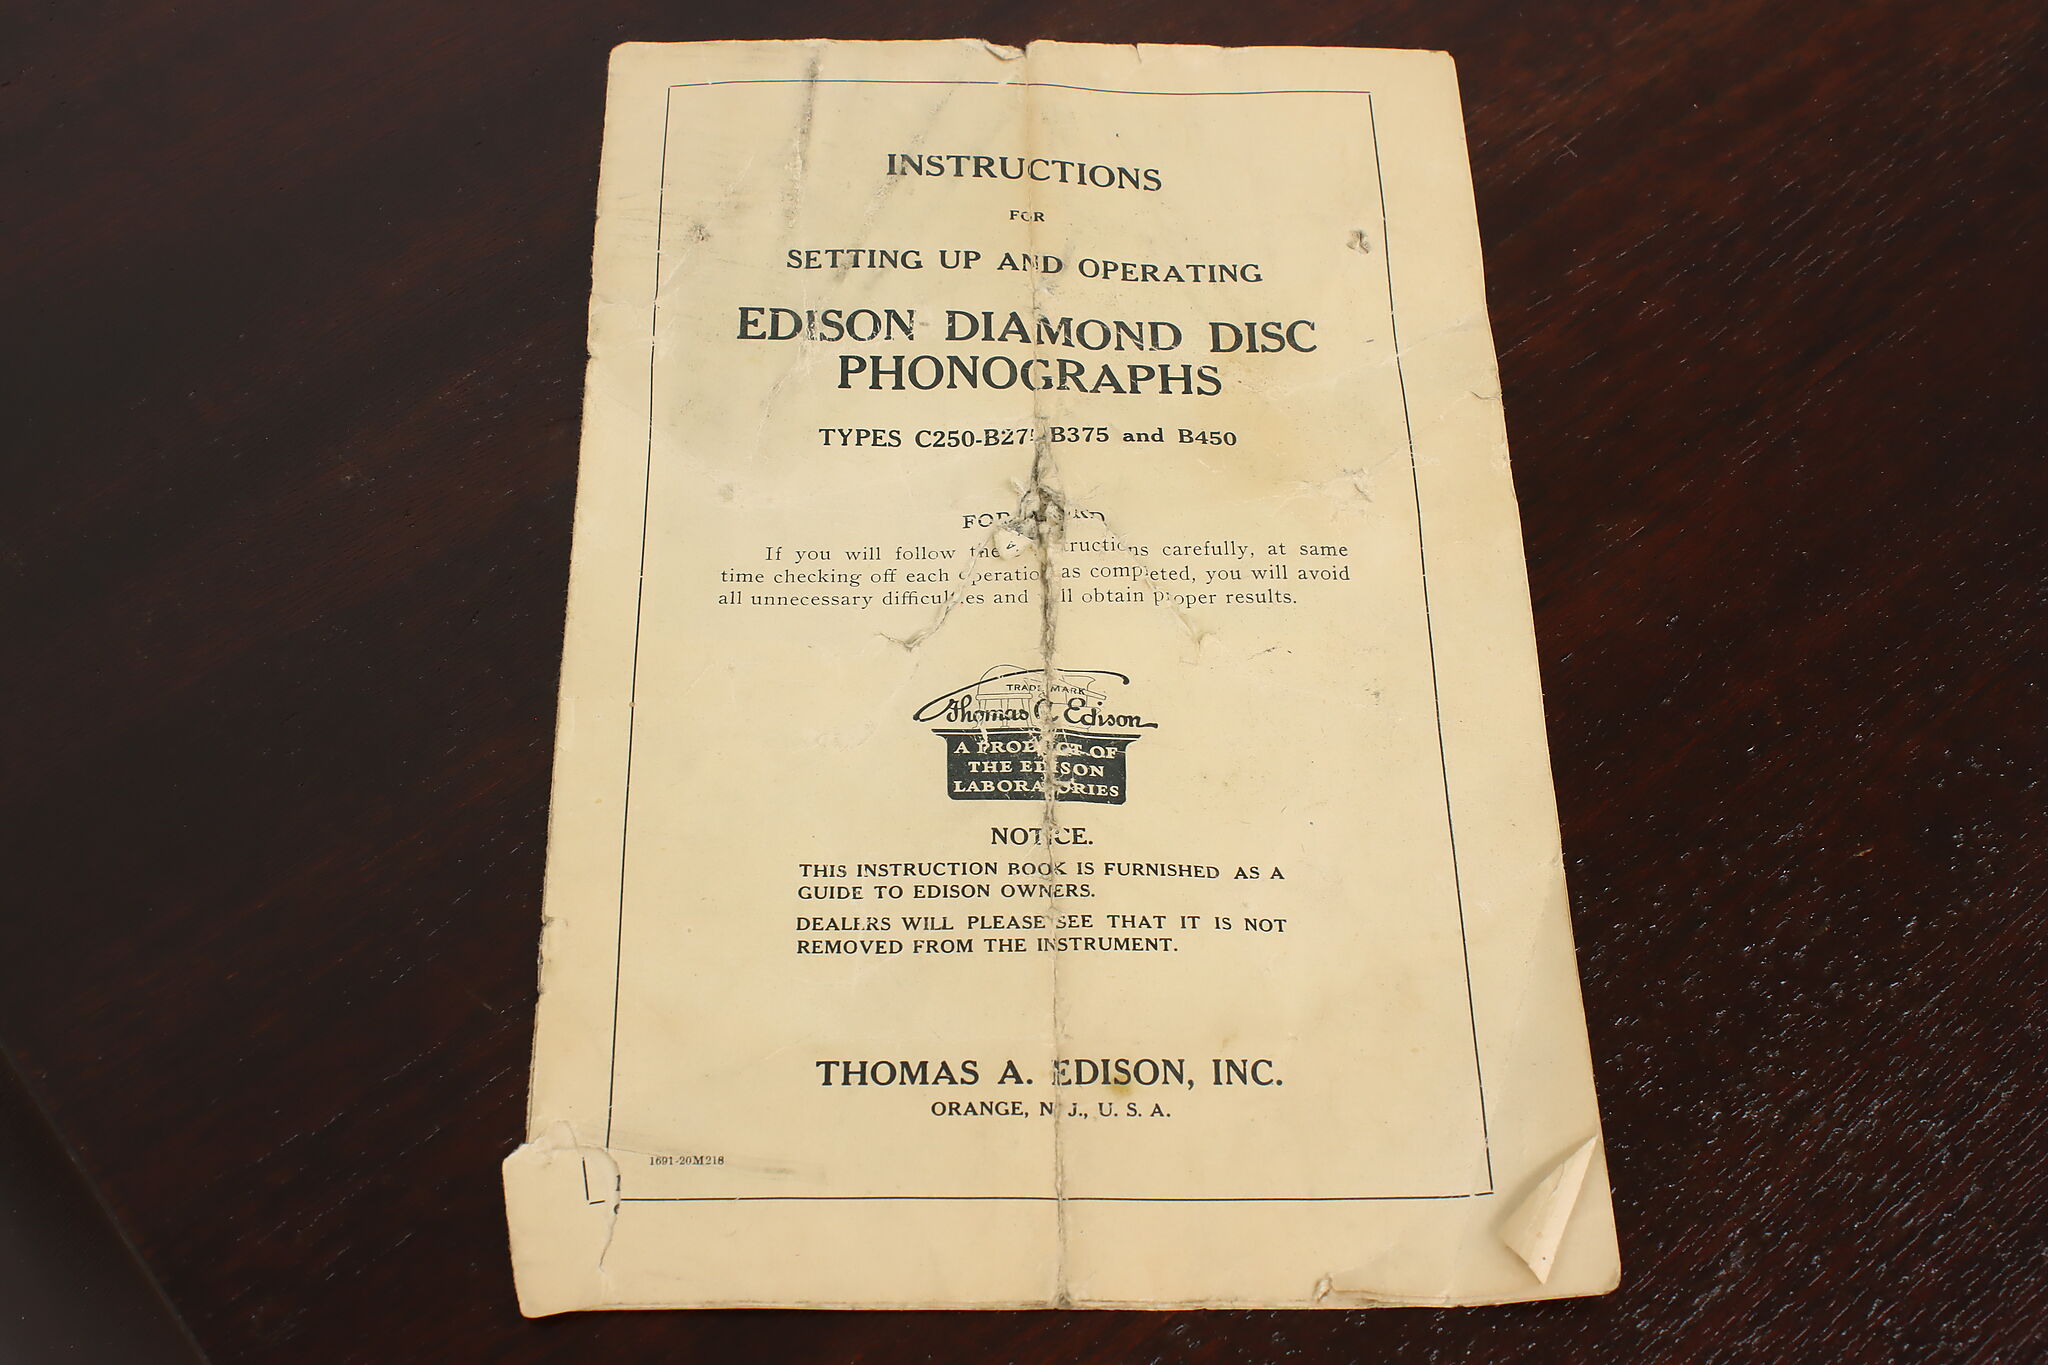 INSTRUCTIONS
FOR
SETTING UP AND OPERATING
EDISON DIAMOND DISC
PHONOGRAPHS
TYPES C250-B275 B375 and B450
If you will follow carefully, at same
time checking off each operation as completed, you will avoid
all unnecessary difficulties and will obtain proper results.
TRADE MARK
Thomas A Edison
A PRODUCT OF
THE EDISON
LABORATORIES
NOTICE.
THIS INSTRUCTION BOOK IS FURNISHED AS A
GUIDE TO EDISON OWNERS.
DEALERS WILL PLEASE SEE THAT IT IS NOT
REMOVED FROM THE INSTRUMENT.
THOMAS A. EDISON, INC.
ORANGE, N. J., U. S. A.
1691-20M218